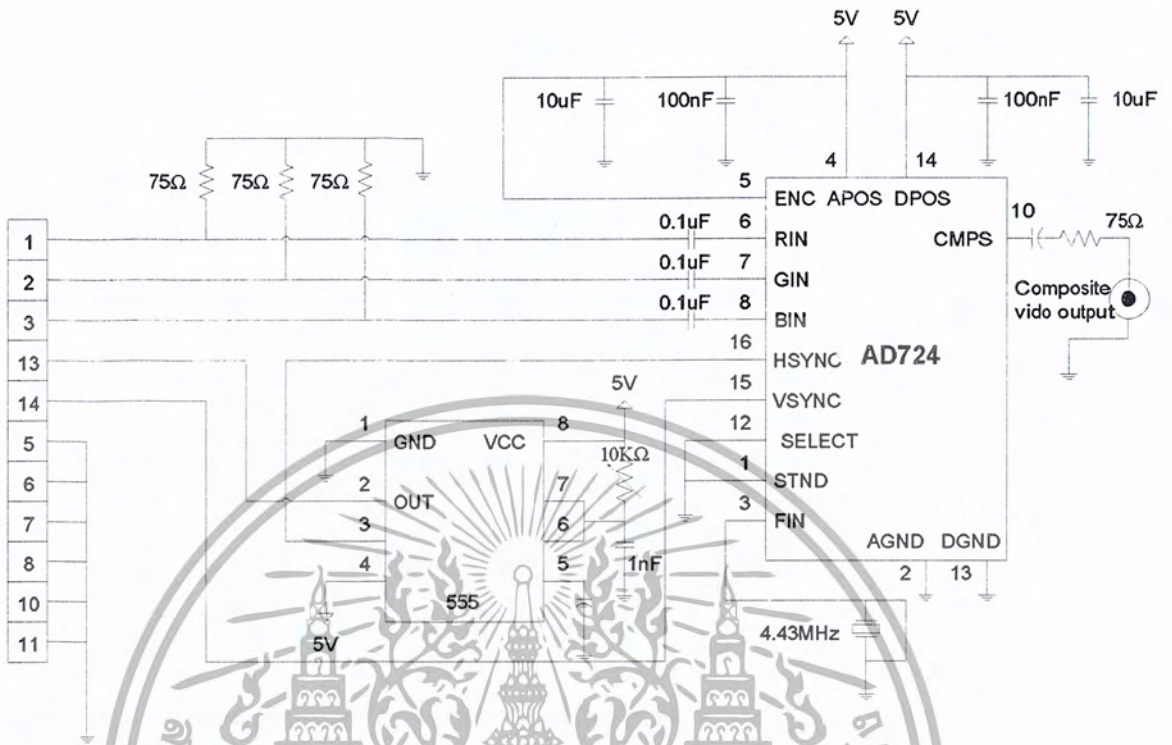 5V 5V
10uF 100nF 100nF 10uF
4 14
75Ω 75Ω 75Ω
5 ENC APOS DPOS
1 0.1uF 6 RIN CMPS 10 75Ω
2 0.1uF 7 GIN
3 0.1uF 8 BIN
Composite
vido output
13 16 HSYNC AD724
14 5V 15 VSYNC
5 1 GND VCC 8 12 SELECT
10KΩ
6 2 OUT 7 1 STND
7 3 6 3 FIN
AGND DGND
8 4 5 1nF 2 13
10 555
11 5V 4.43MHz